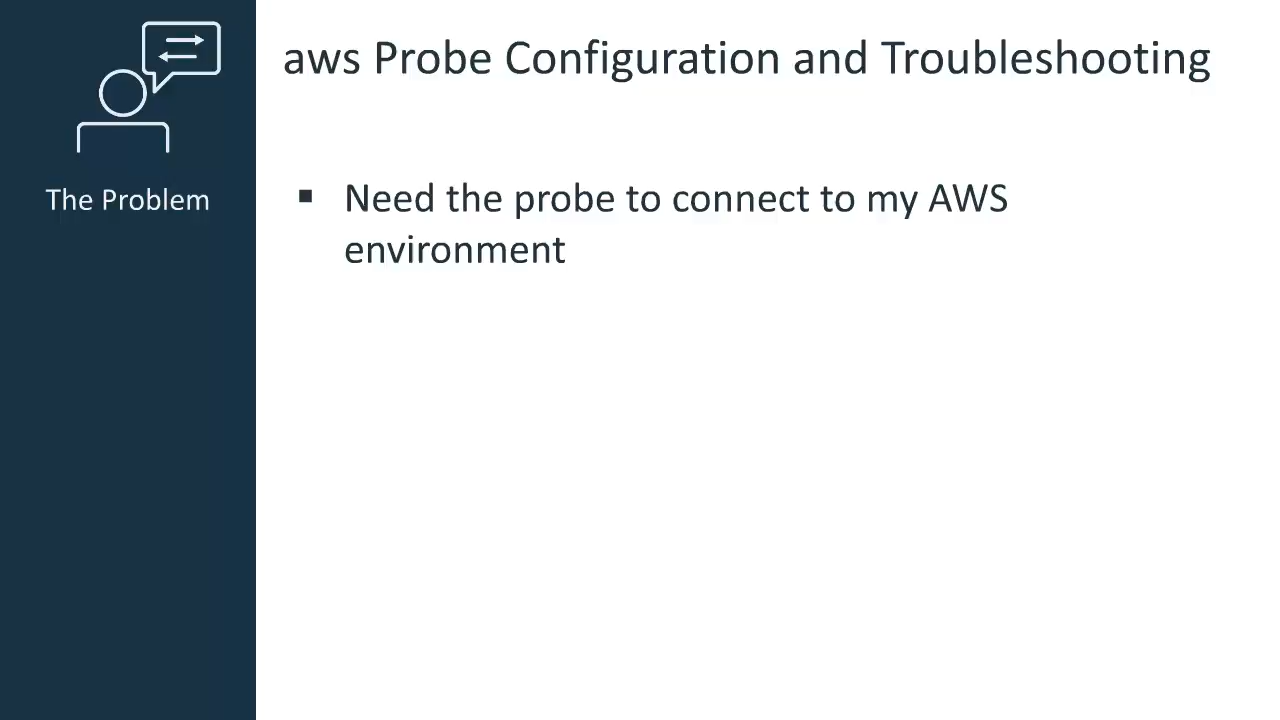 aws Probe Configuration and Troubleshooting
The Problem
▪ Need the probe to connect to my AWS
environment